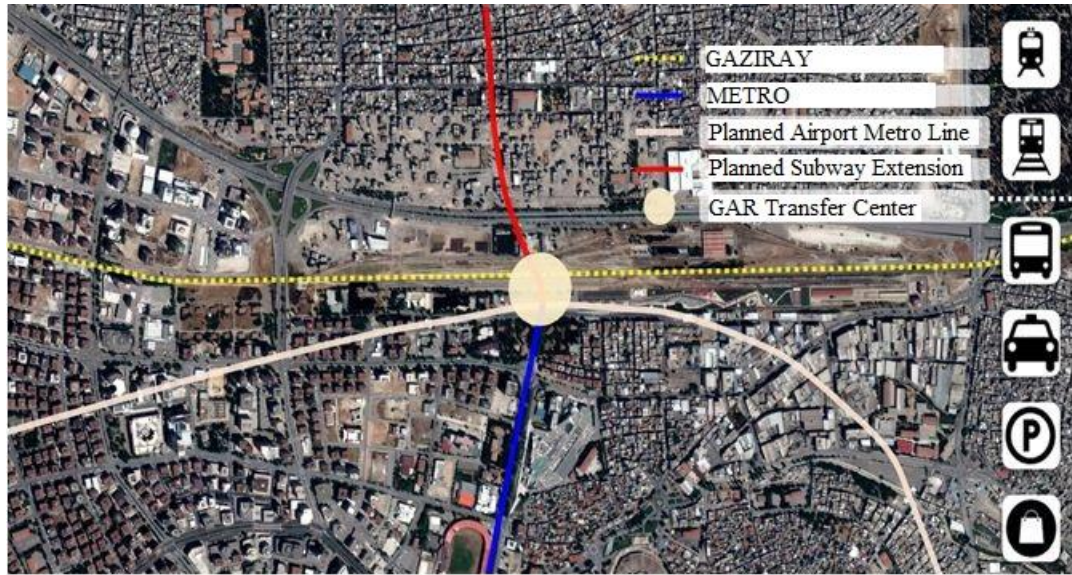 GAZIRAY
METRO
Planned Airport Metro Line
Planned Subway Extension
GAR Transfer Center
P